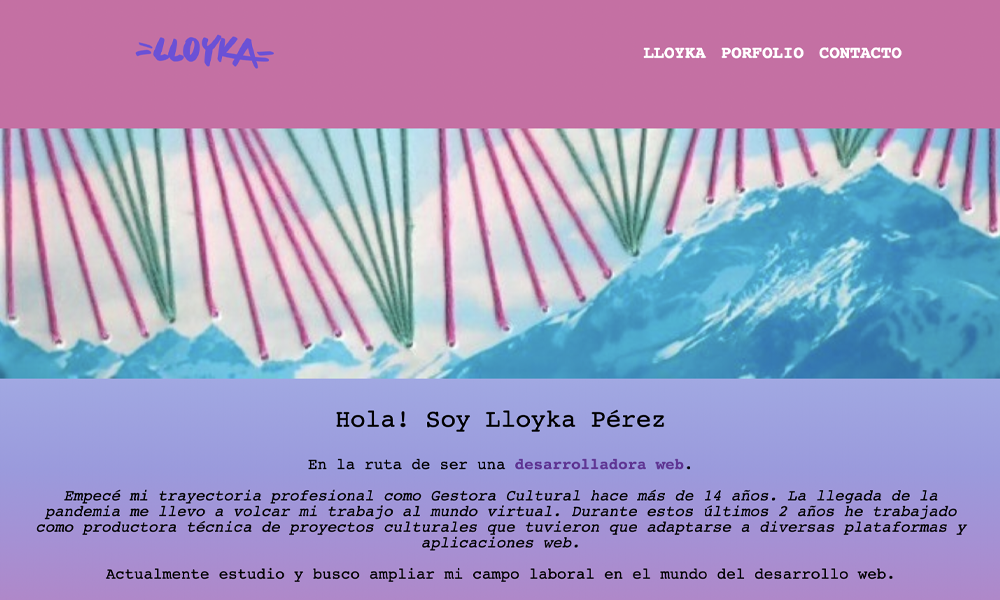 =LLOYKA=
LLOYKA PORFOLIO CONTACTO
Hola! Soy Lloyka Pérez
En la ruta de ser una desarrolladora web.
Empecé mi trayectoria profesional como Gestora Cultural hace más de 14 años. La llegada de la
pandemia me llevo a volcar mi trabajo al mundo virtual. Durante estos últimos 2 años he trabajado
como productora técnica de proyectos culturales que tuvieron que adaptarse a diversas plataformas y
aplicaciones web.
Actualmente estudio y busco ampliar mi campo laboral en el mundo del desarrollo web.